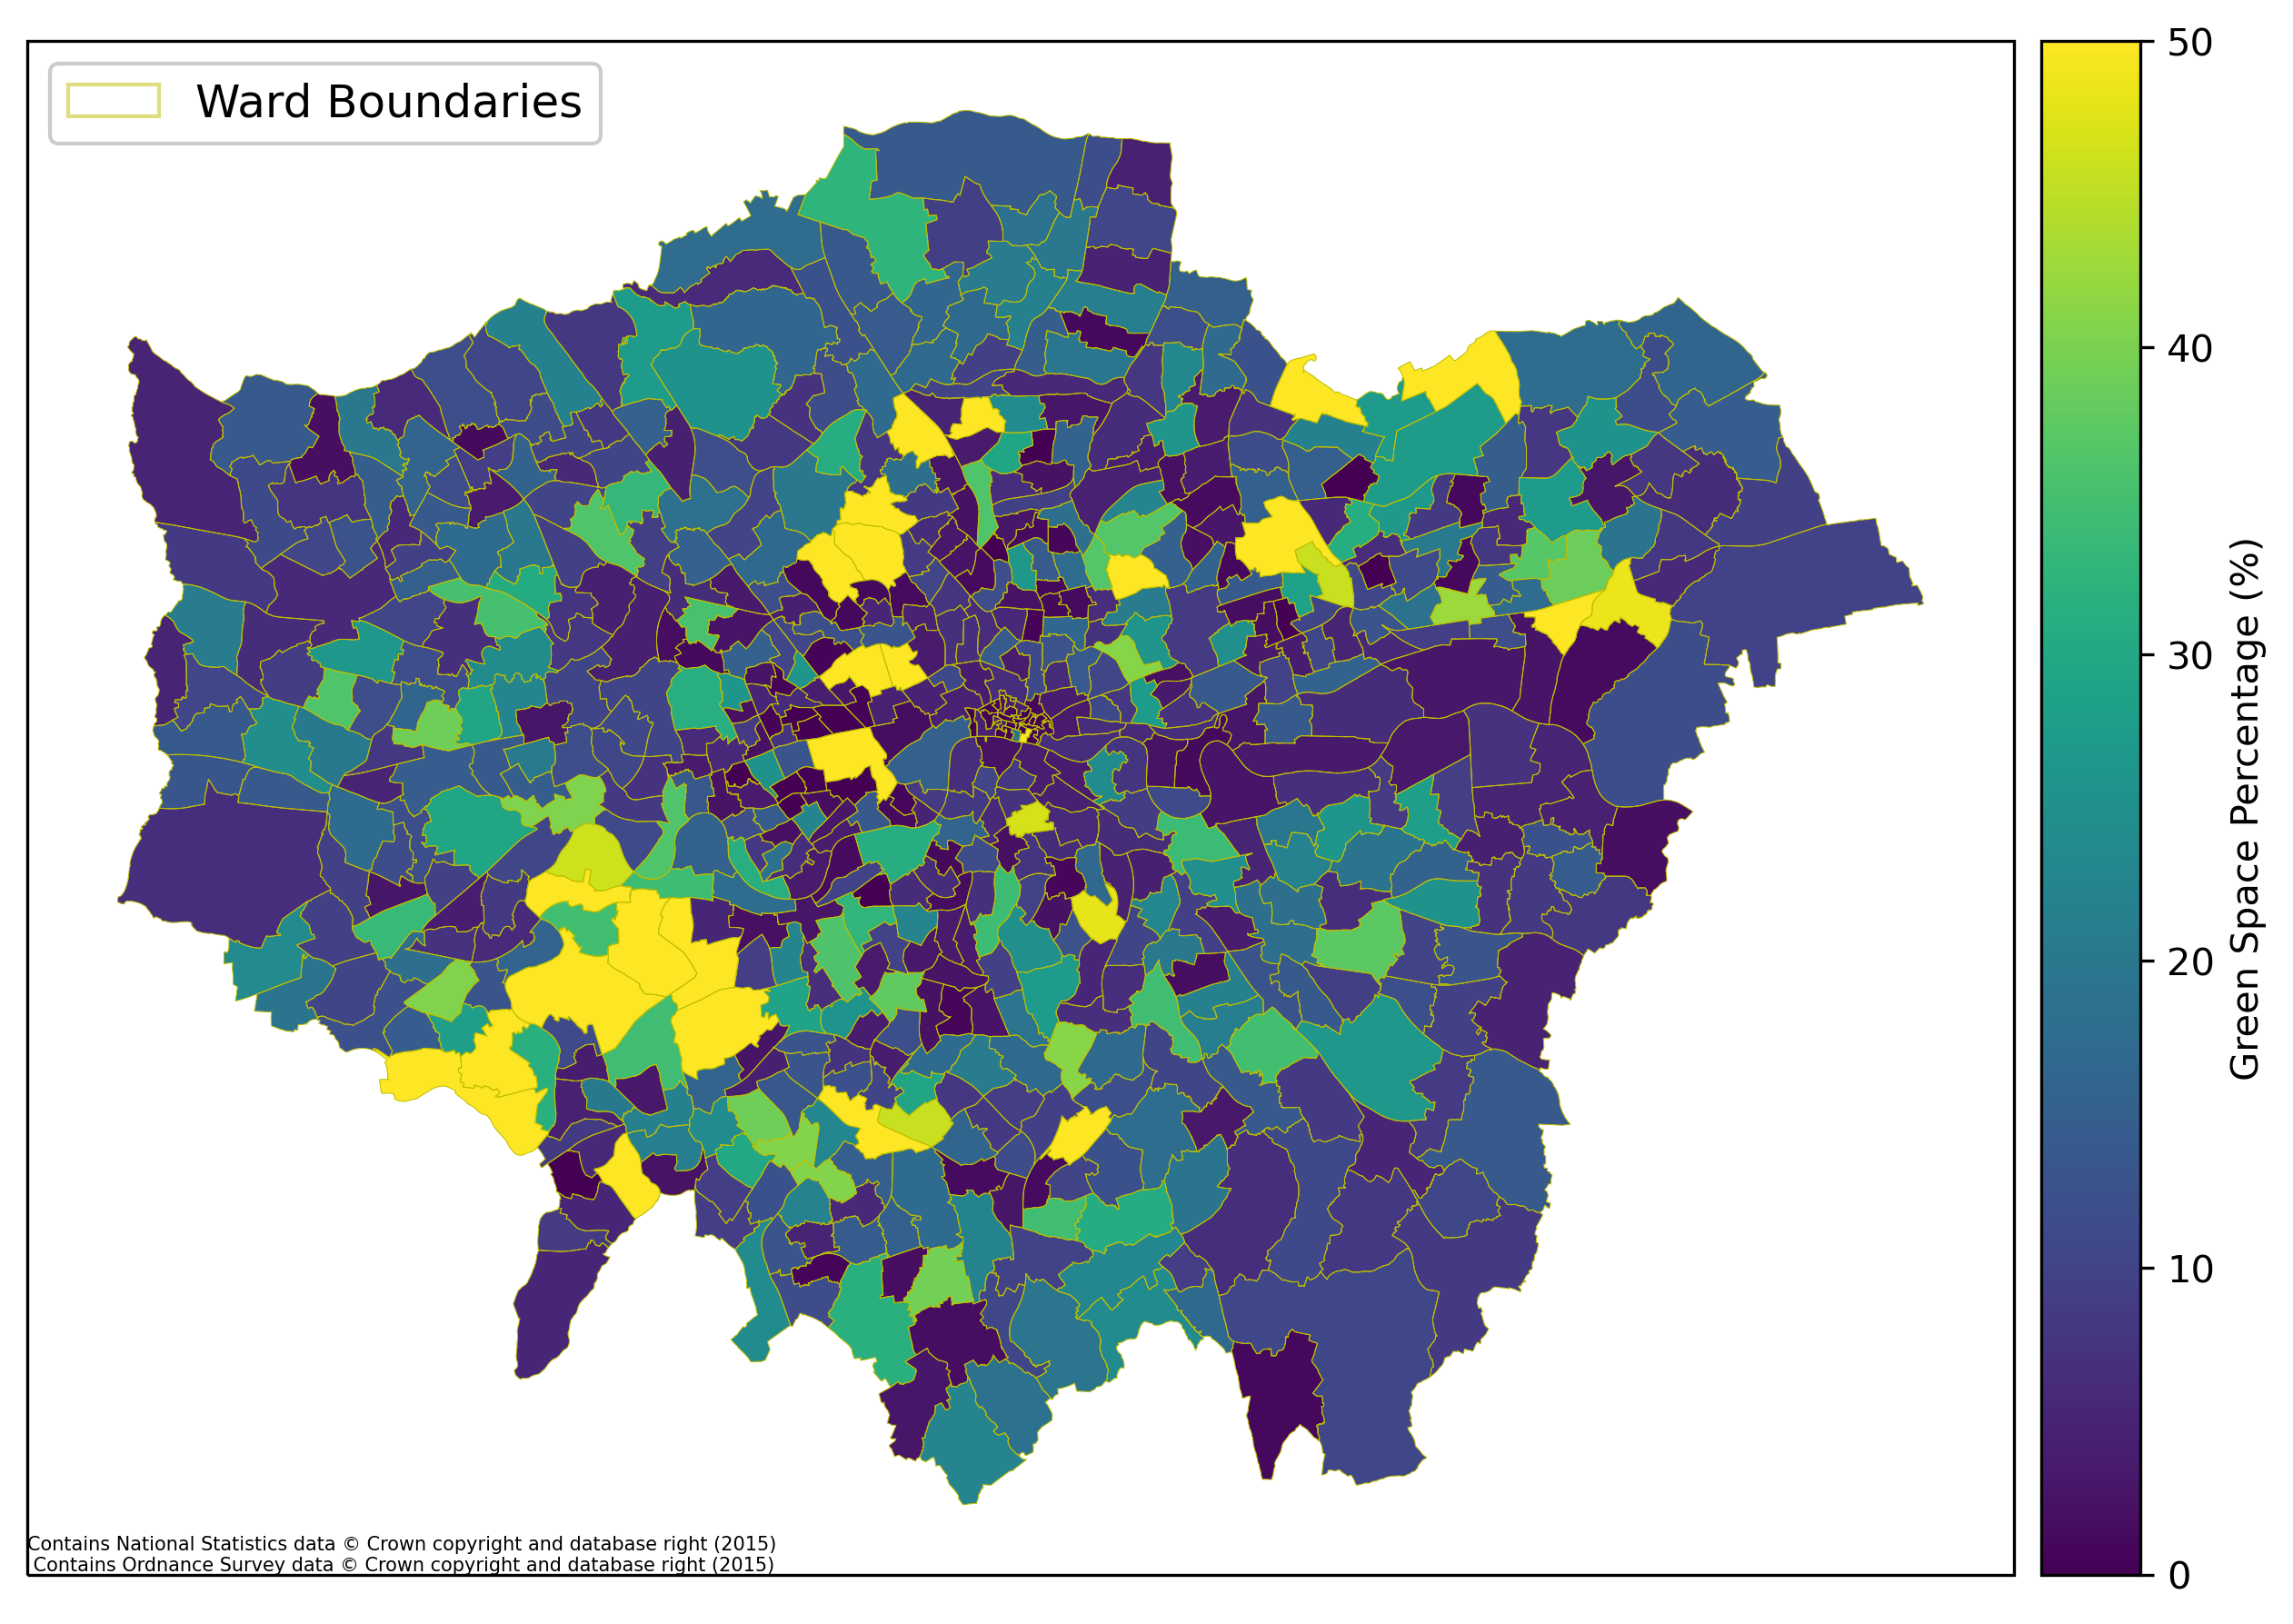 Ward Boundaries
50
40
30
20
10
0
Green Space Percentage (%)
Contains National Statistics data © Crown copyright and database right (2015)
Contains Ordnance Survey data © Crown copyright and database right (2015)